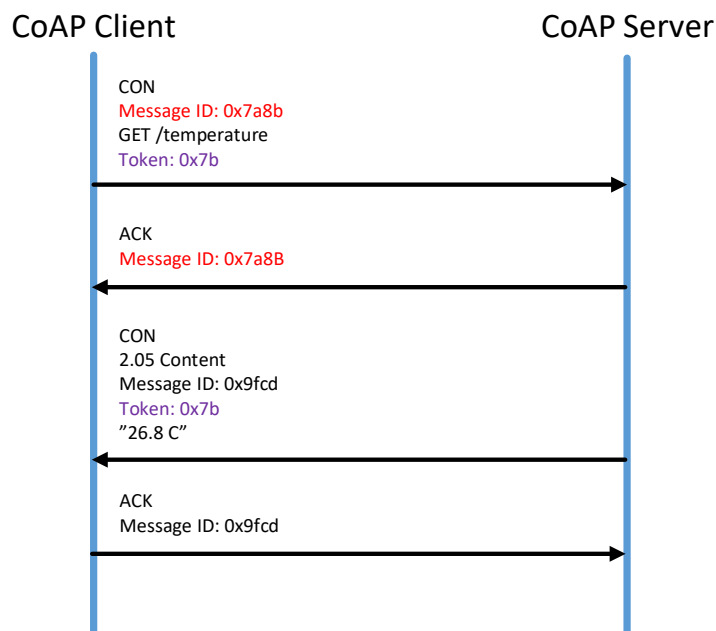 CoAP Client
CoAP Server
CON
Message ID: 0x7a8b
GET /temperature
Token: 0x7b
ACK
Message ID: 0x7a8B
CON
2.05 Content
Message ID: 0x9fcd
Token: 0x7b
”26.8 C”
ACK
Message ID: 0x9fcd